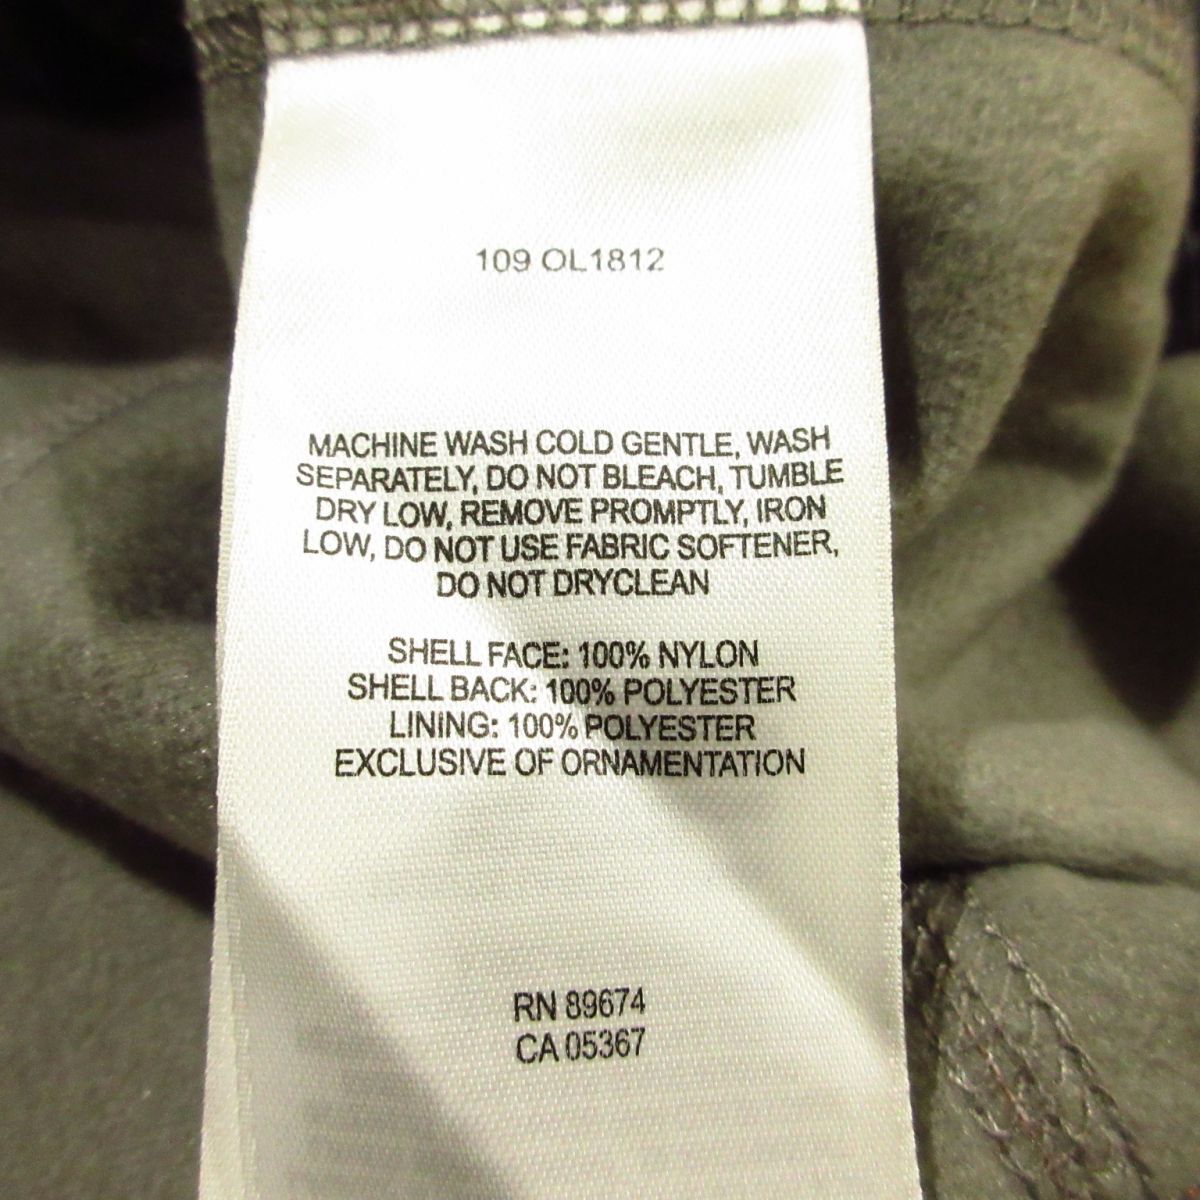 109 OL1812
MACHINE WASH COLD GENTLE, WASH
SEPARATELY, DO NOT BLEACH, TUMBLE
DRY LOW, REMOVE PROMPTLY, IRON
LOW, DO NOT USE FABRIC SOFTENER,
DO NOT DRYCLEAN
SHELL FACE: 100% NYLON
SHELL BACK: 100% POLYESTER
LINING: 100% POLYESTER
EXCLUSIVE OF ORNAMENTATION
RN 89674
CA 05367